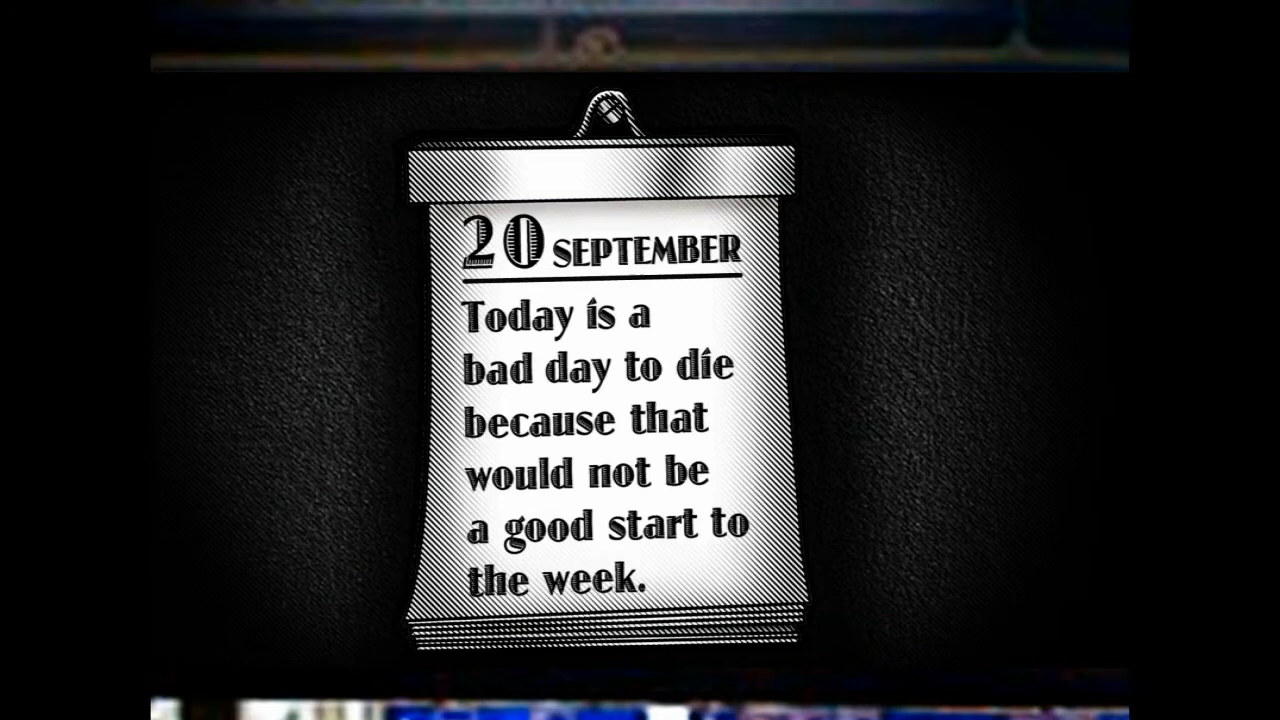 20 SEPTEMBER
Today is a
bad day to die
because that
would not be
a good start to
the week.